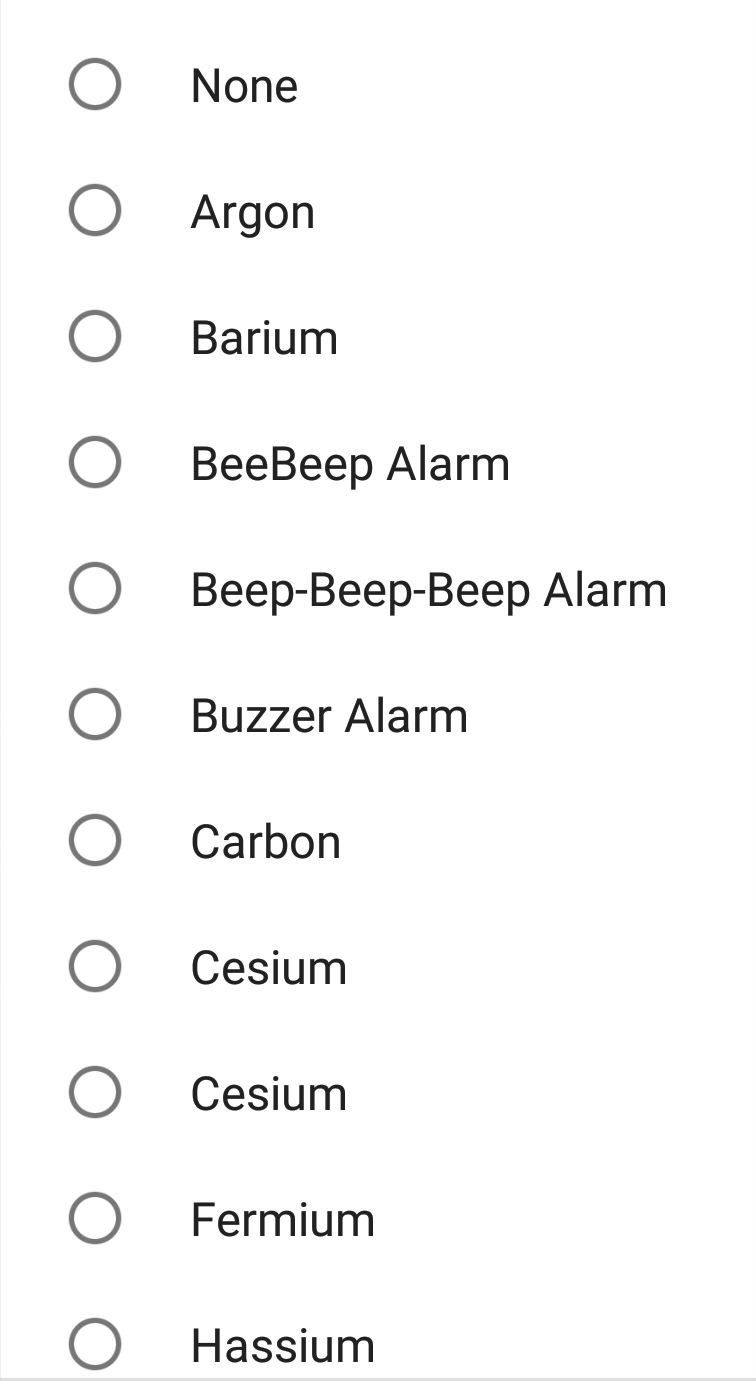 None
Argon
Barium
BeeBeep Alarm
Beep-Beep-Beep Alarm
Buzzer Alarm
Carbon
Cesium
Cesium
Fermium
Hassium